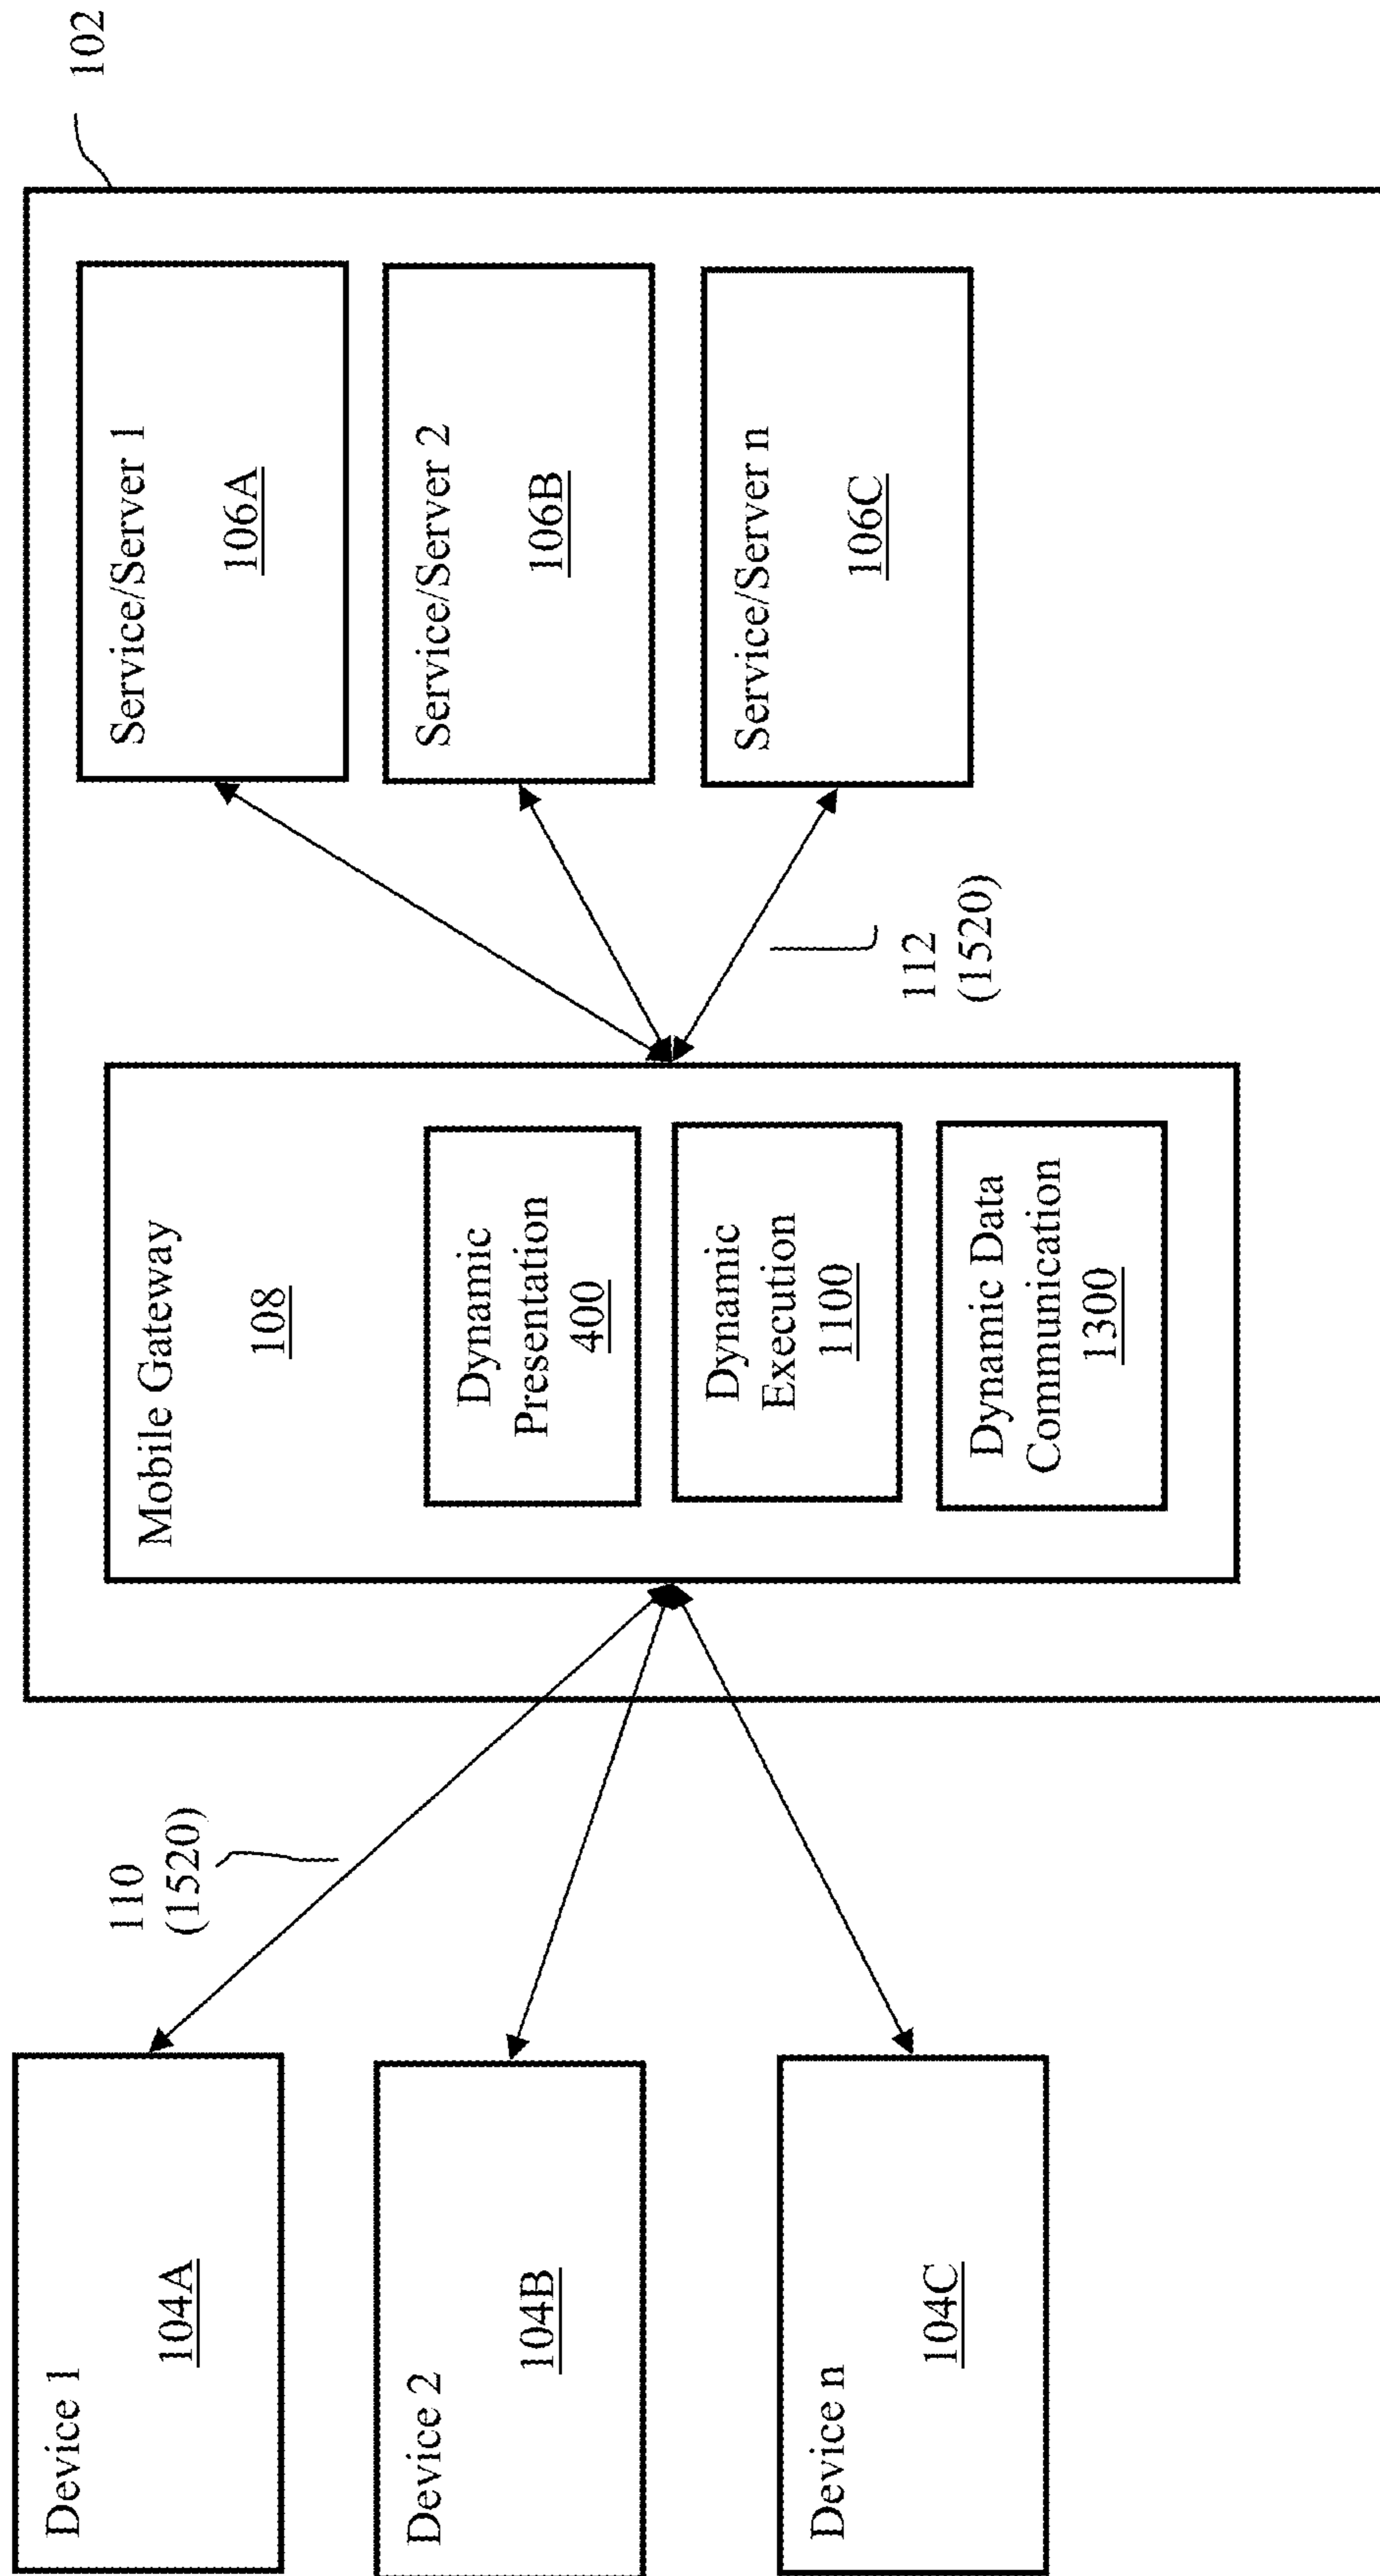 Device 1
104A
Device 2
104B
Device n
104C
110
(1520)
Mobile Gateway
108
Dynamic
Presentation
400
Dynamic
Execution
1100
Dynamic Data
Communication
1300
112
(1520)
Service/Server 1
106A
Service/Server 2
106B
Service/Server n
106C
102